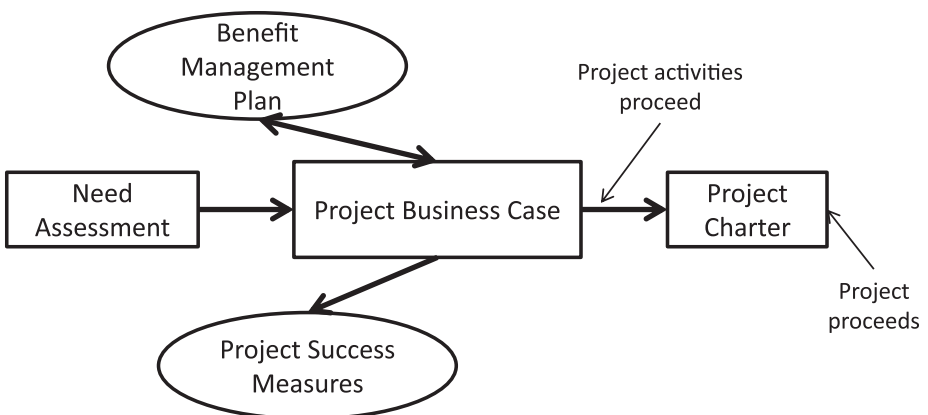 Benefit
Management
Plan
Project activities
proceed
Need
Assessment
Project Business Case
Project
Charter
Project
proceeds
Project Success
Measures